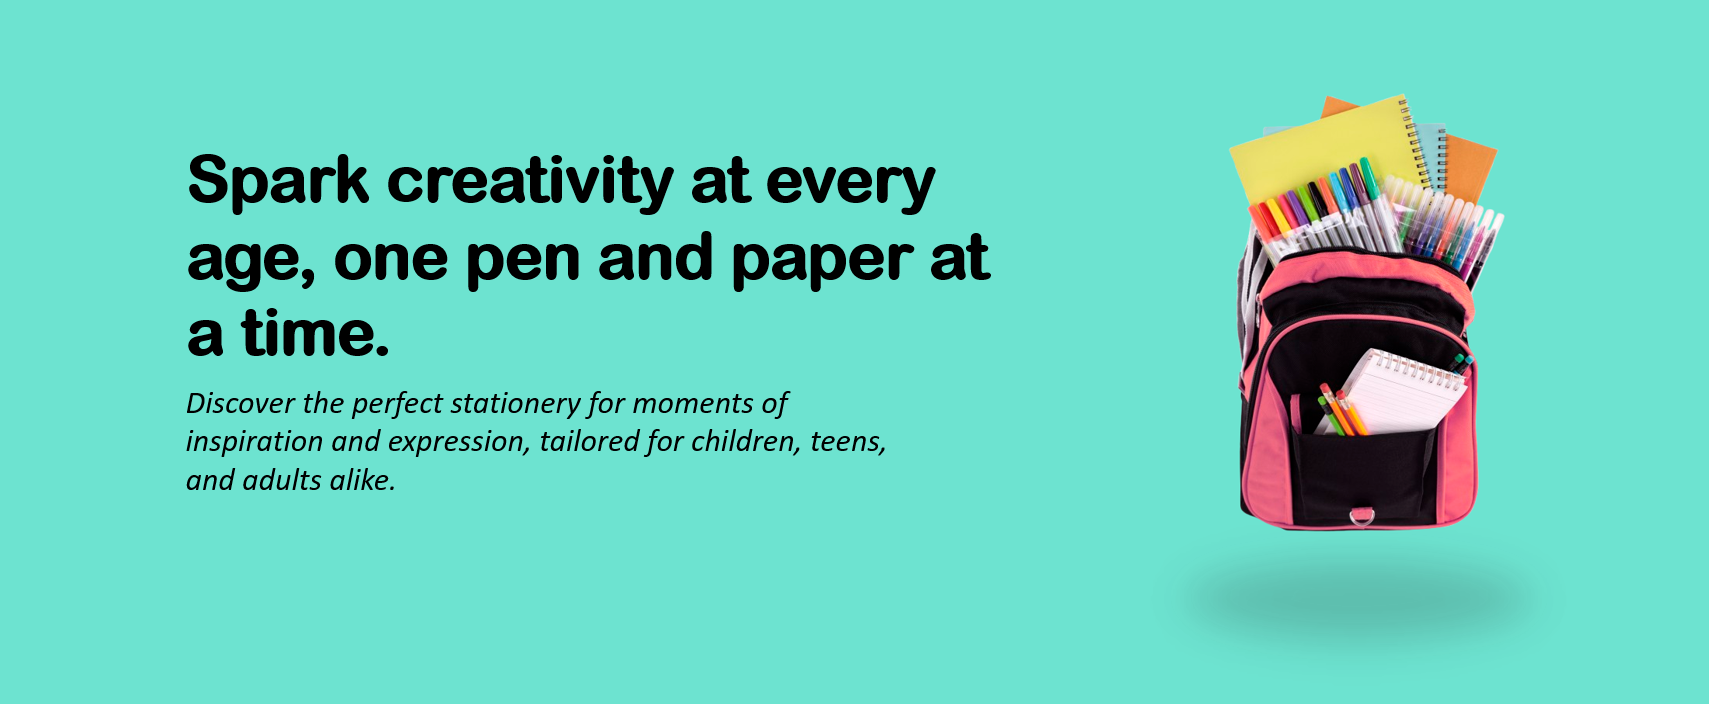 Spark creativity at every
age, one pen and paper at
a time.
Discover the perfect stationery for moments of
inspiration and expression, tailored for children, teens,
and adults alike.